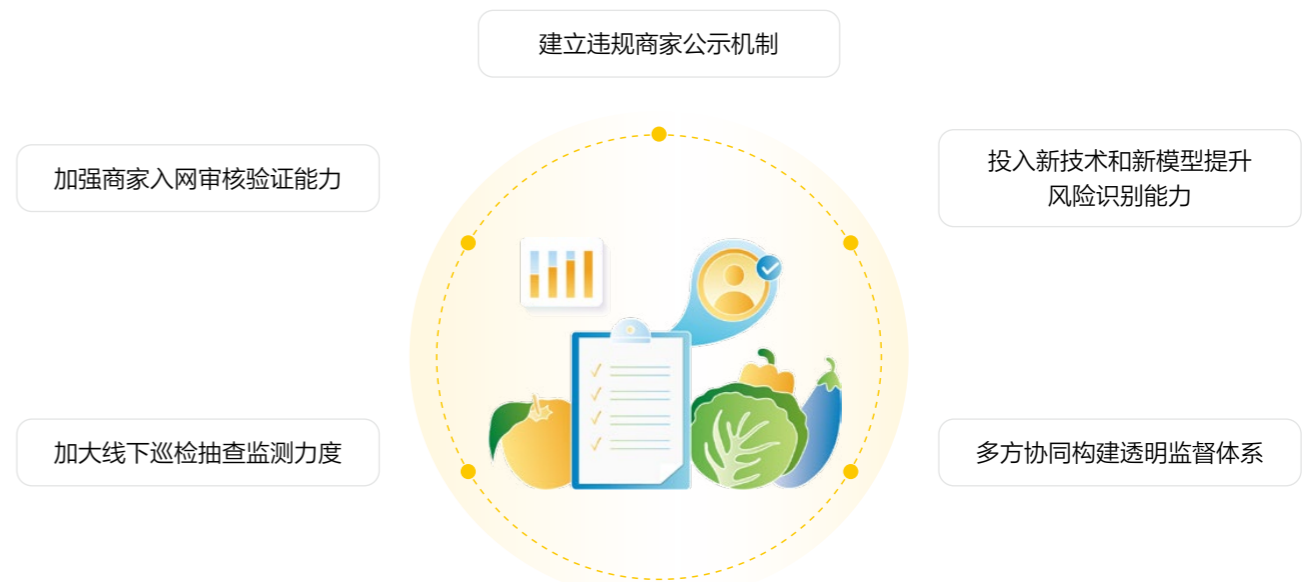 建立违规商家公示机制
加强商家入网审核验证能力
投入新技术和新模型提升
风险识别能力
加大线下巡检抽查监测力度
多方协同构建透明监督体系